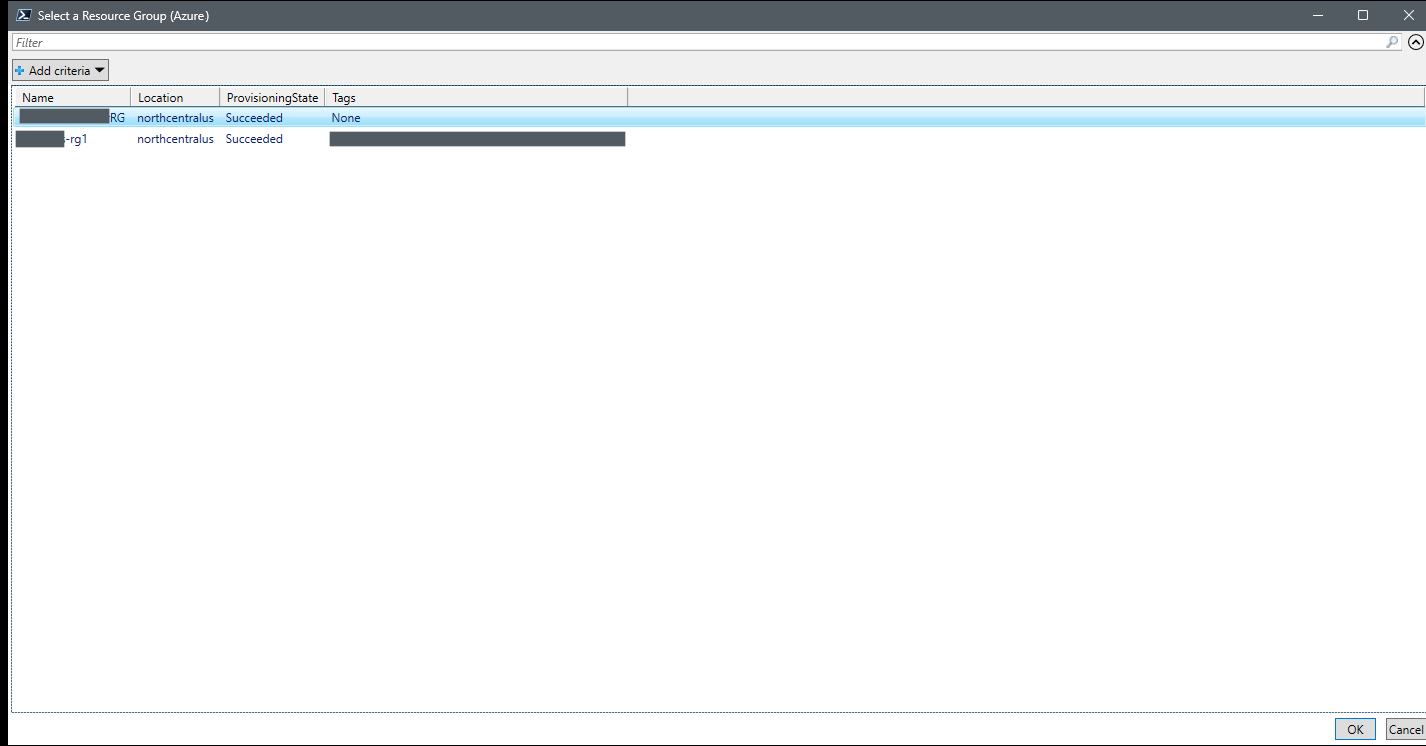 Select a Resource Group (Azure)
Filter
Add criteria
Name Location ProvisioningState Tags
RG northcentralus Succeeded None
-rg1 northcentralus Succeeded
OK Cancel